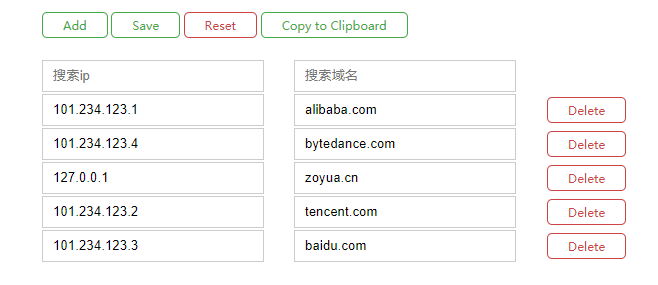 Add Save Reset Copy to Clipboard
搜索ip 搜索域名
101.234.123.1 alibaba.com Delete
101.234.123.4 bytedance.com Delete
127.0.0.1 zoyua.cn Delete
101.234.123.2 tencent.com Delete
101.234.123.3 baidu.com Delete